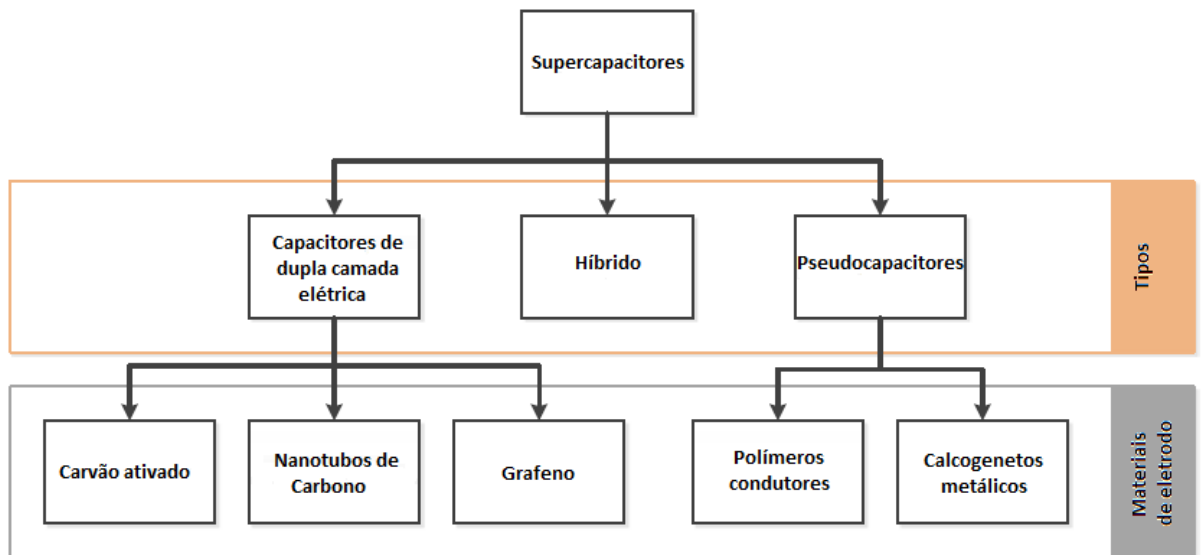 Supercapacitores
Capacitores de
dupla camada
elétrica
Híbrido
Pseudocapacitores
Tipos
Carvão ativado
Nanotubos de
Carbono
Grafeno
Polímeros
condutores
Calcogenetos
metálicos
Materiais
de eletrodo